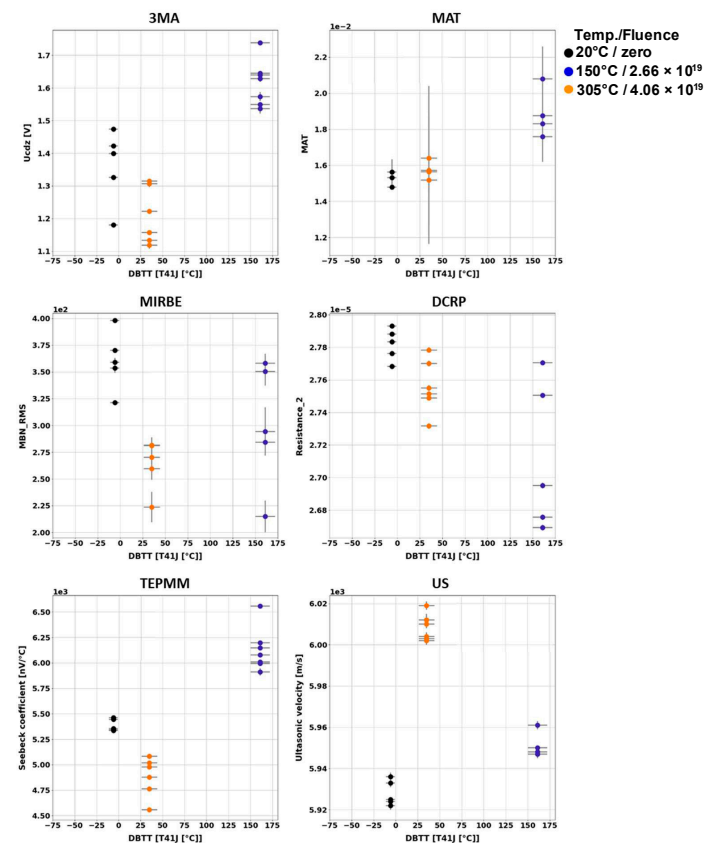 3MA
MAT
Temp./Fluence
20°C / zero
150°C / 2.66 × 10¹⁹
305°C / 4.06 × 10¹⁹
1e−2
Ucdz [V]
1.7
1.6
1.5
1.4
1.3
1.2
1.1
−75 −50 −25 0 25 50 75 100 125 150 175
DBTT [T41J [°C]]
MAT
2.2
2.0
1.8
1.6
1.4
1.2
−75 −50 −25 0 25 50 75 100 125 150 175
DBTT [T41J [°C]]
MIRBE
1e2
MBN_RMS
4.00
3.75
3.50
3.25
3.00
2.75
2.50
2.25
2.00
−75 −50 −25 0 25 50 75 100 125 150 175
DBTT [T41J [°C]]
DCRP
1e−5
Resistance_2
2.80
2.78
2.76
2.74
2.72
2.70
2.68
−75 −50 −25 0 25 50 75 100 125 150 175
DBTT [T41J [°C]]
TEPMM
1e3
Seebeck coefficient [nV/°C]
6.50
6.25
6.00
5.75
5.50
5.25
5.00
4.75
4.50
−75 −50 −25 0 25 50 75 100 125 150 175
DBTT [T41J [°C]]
US
1e3
Ultasonic velocity [m/s]
6.02
6.00
5.98
5.96
5.94
5.92
−75 −50 −25 0 25 50 75 100 125 150 175
DBTT [T41J [°C]]